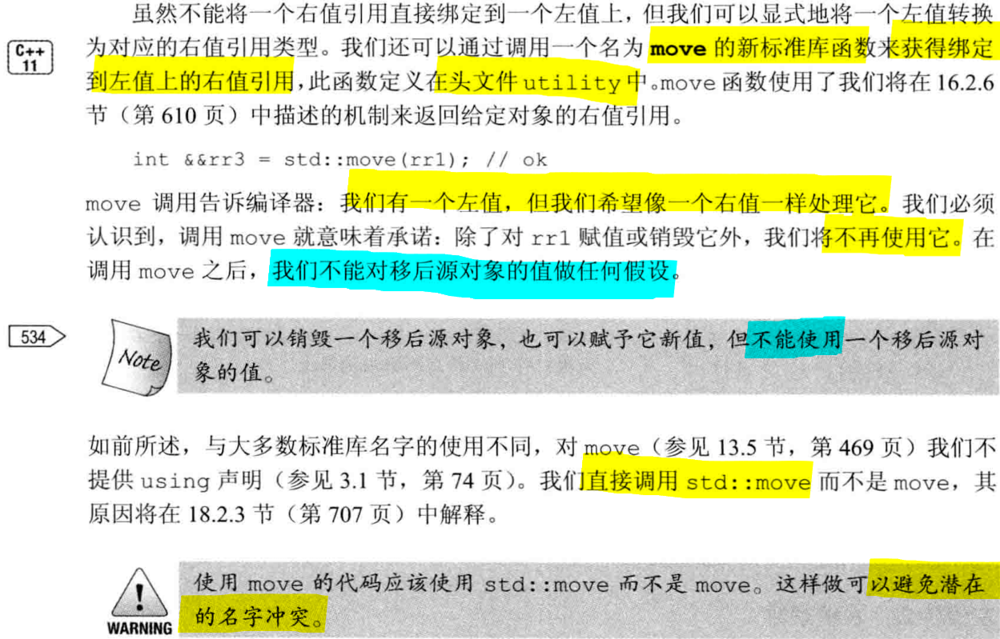 虽然不能将一个右值引用直接绑定到一个左值上，但我们可以显式地将一个左值转换
C++
11
为对应的右值引用类型。我们还可以通过调用一个名为 move 的新标准库函数来获得绑定
到左值上的右值引用，此函数定义在头文件 utility 中。move 函数使用了我们将在 16.2.6
节（第 610 页）中描述的机制来返回给定对象的右值引用。
int &&rr3 = std::move(rr1); // ok
move 调用告诉编译器：我们有一个左值，但我们希望像一个右值一样处理它。我们必须
认识到，调用 move 就意味着承诺：除了对 rr1 赋值或销毁它外，我们将不再使用它。在
调用 move 之后，我们不能对移后源对象的值做任何假设。
534
Note
我们可以销毁一个移后源对象，也可以赋予它新值，但不能使用一个移后源对
象的值。
如前所述，与大多数标准库名字的使用不同，对 move（参见 13.5 节，第 469 页）我们不
提供 using 声明（参见 3.1 节，第 74 页）。我们直接调用 std::move 而不是 move，其
原因将在 18.2.3 节（第 707 页）中解释。
WARNING
使用 move 的代码应该使用 std::move 而不是 move。这样做可以避免潜在
的名字冲突。